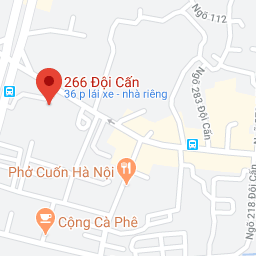 Ngõ 112
266 Đội Cấn
36.p lái xe - nhà riêng
Ngõ 283 Đội Cấn
Phở Cuốn Hà Nội
Cộng Cà Phê
Ngõ 218 Đội Cấn